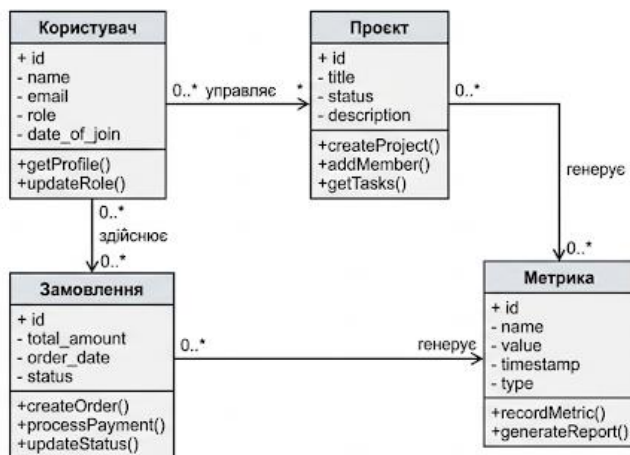 Користувач
+ id
- name
- email
- role
- date_of_join
+getProfile()
+updateRole()
0..* управляє *
Проєкт
+ id
- title
- status
- description
+createProject()
+addMember()
+getTasks()
0..*
генерує
0..*
0..*
здійснює
0..*
Замовлення
+ id
- total_amount
- order_date
- status
+createOrder()
+processPayment()
+updateStatus()
0..* генерує
Метрика
+ id
- name
- value
- timestamp
- type
+recordMetric()
+generateReport()